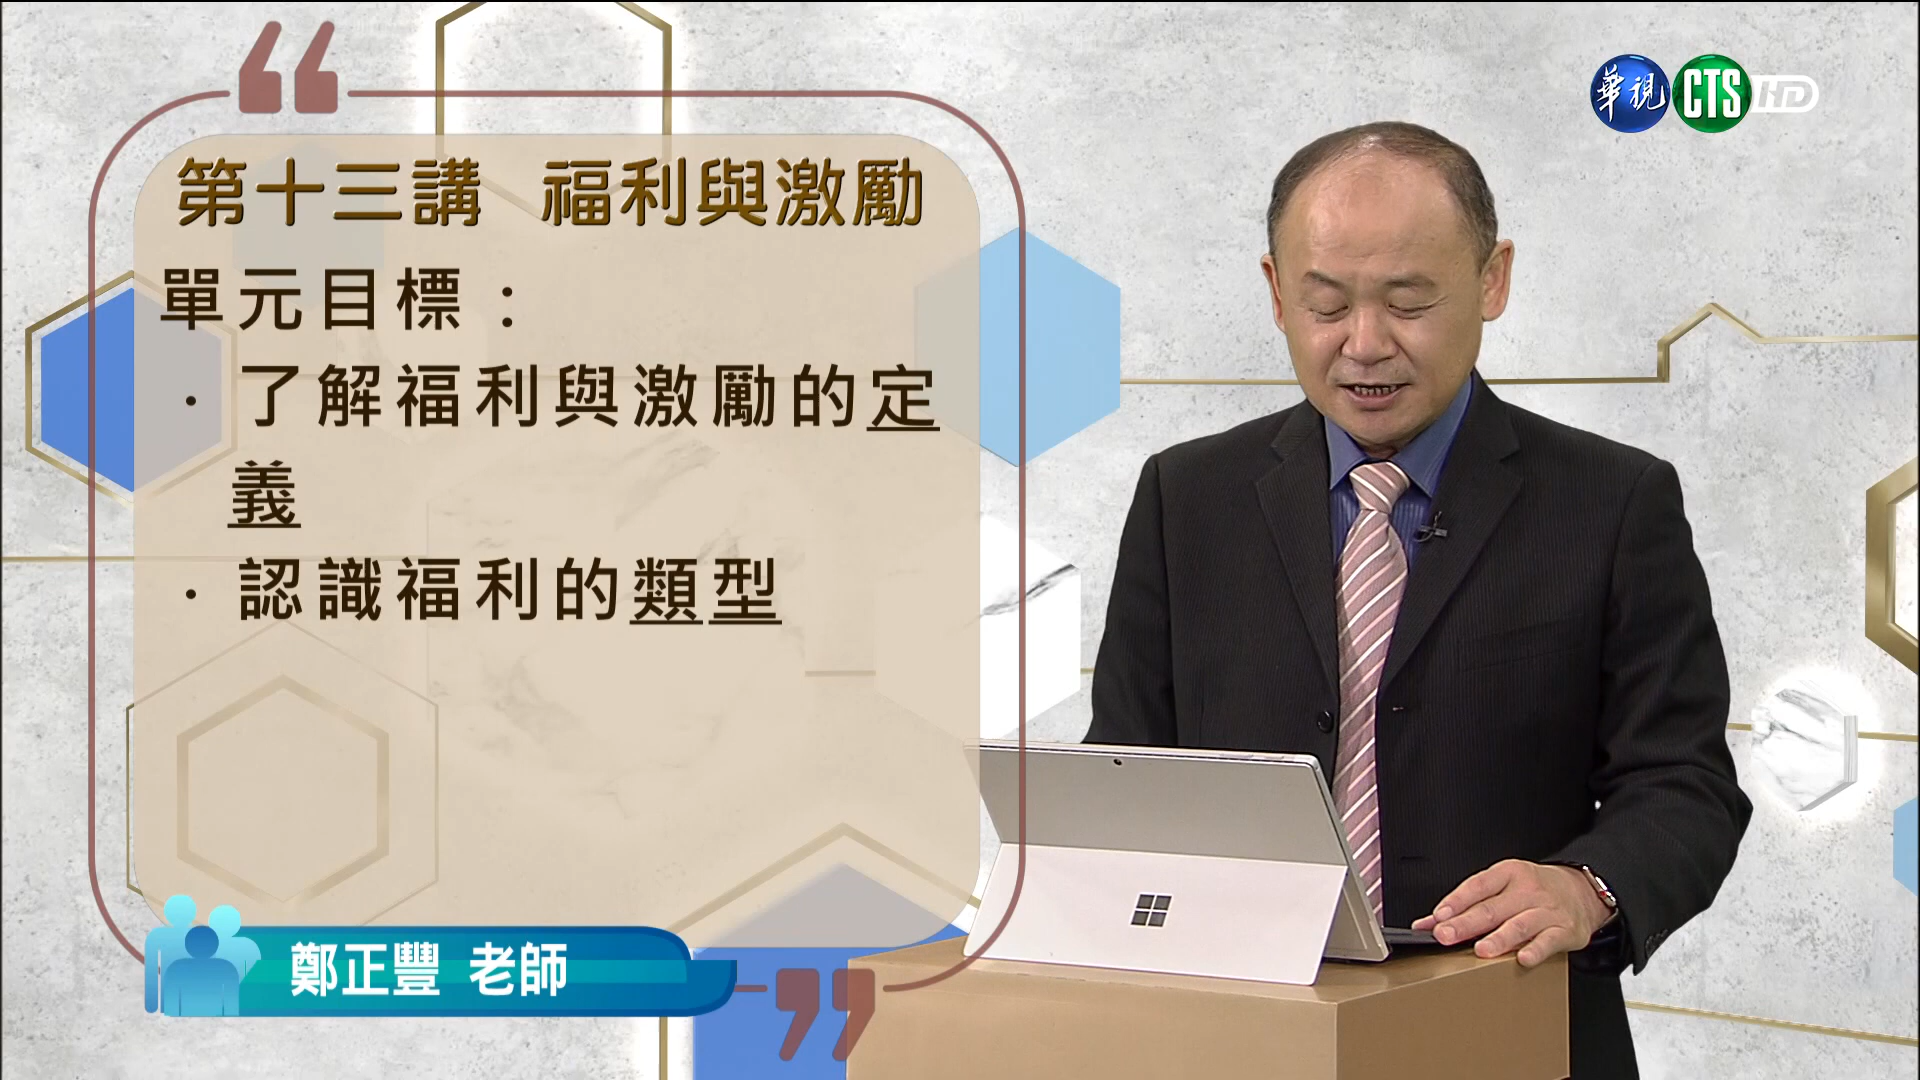 華視 CTS HD
第十三講 福利與激勵
單元目標：
· 了解福利與激勵的定
義
· 認識福利的類型
鄭正豐 老師